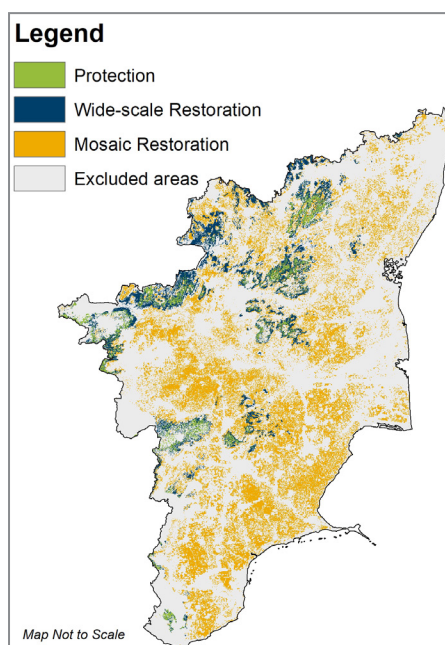 Legend
Protection
Wide-scale Restoration
Mosaic Restoration
Excluded areas
Map Not to Scale